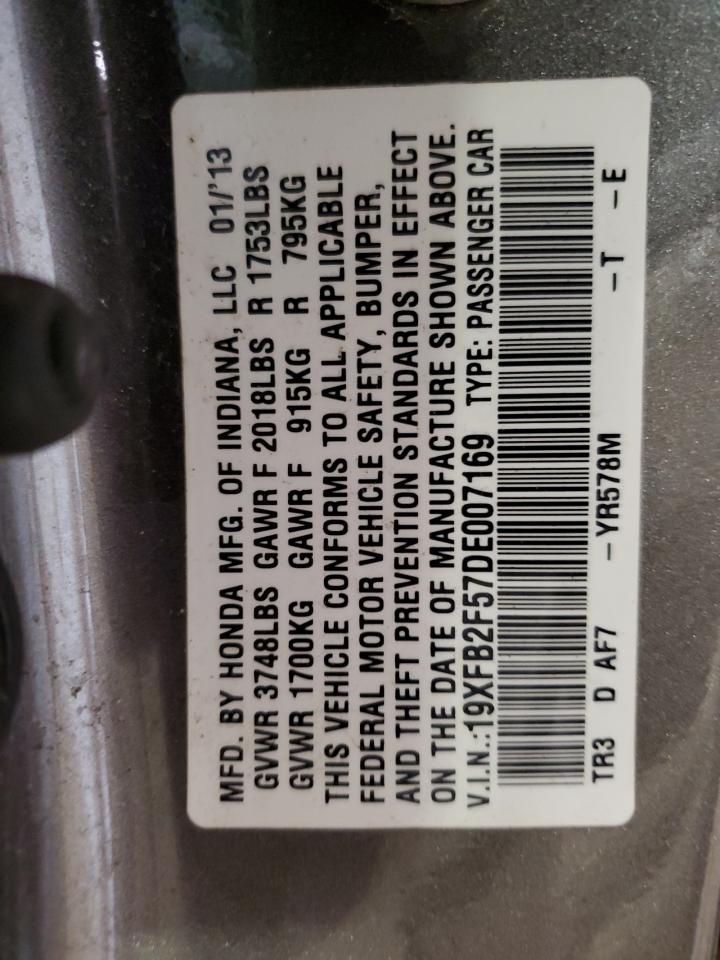 MFD. BY HONDA MFG. OF INDIANA, LLC 01/'13
GVWR 3748LBS GAWR F 2018LBS R 1753LBS
GVWR 1700KG GAWR F 915KG R 795KG
THIS VEHICLE CONFORMS TO ALL APPLICABLE
FEDERAL MOTOR VEHICLE SAFETY, BUMPER,
AND THEFT PREVENTION STANDARDS IN EFFECT
ON THE DATE OF MANUFACTURE SHOWN ABOVE.
V.I.N.:19XFB2F57DE007169 TYPE: PASSENGER CAR
TR3 D AF7 -YR578M -T -E